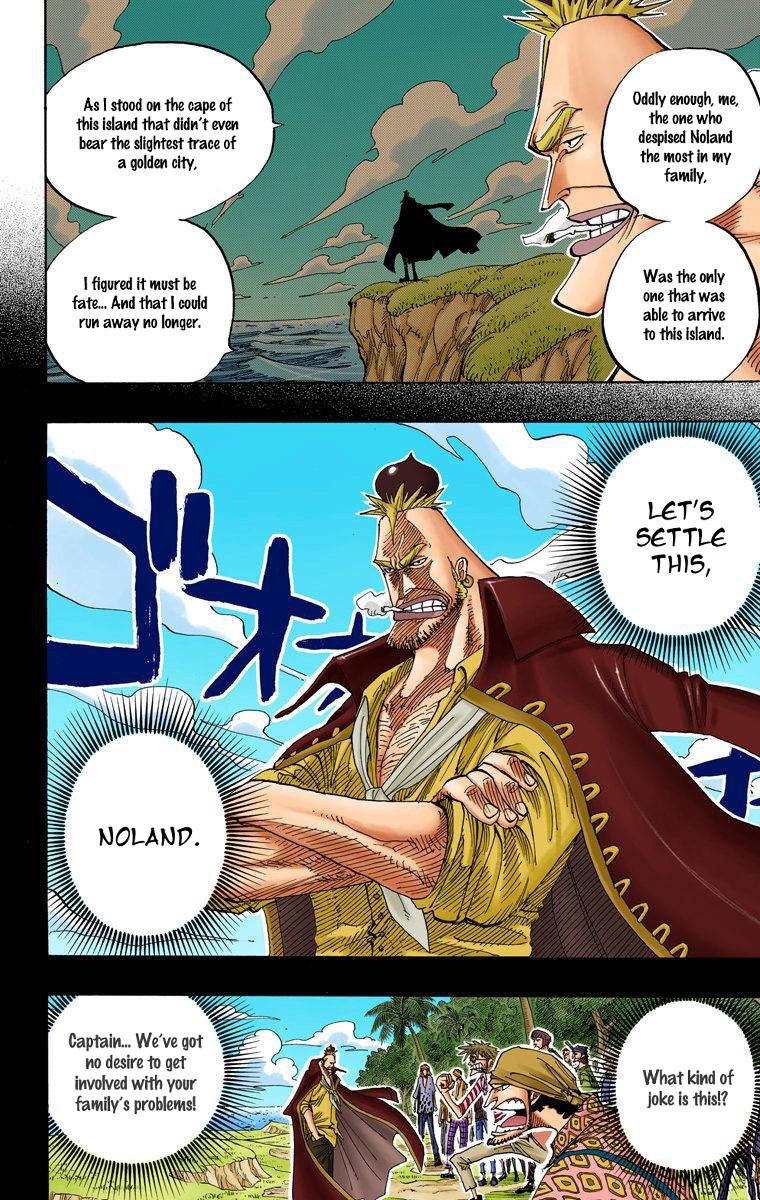 Oddly enough, me,
the one who
despised Noland
the most in my
family,
Was the only
one that was
able to arrive
to this island.
As I stood on the cape of
this island that didn't even
bear the slightest trace of
a golden city,
I figured it must be
fate... And that I could
run away no longer.
LET'S
SETTLE
THIS,
ゴオオ
NOLAND.
What kind of
joke is this!?
Captain... We've got
no desire to get
involved with your
family's problems!